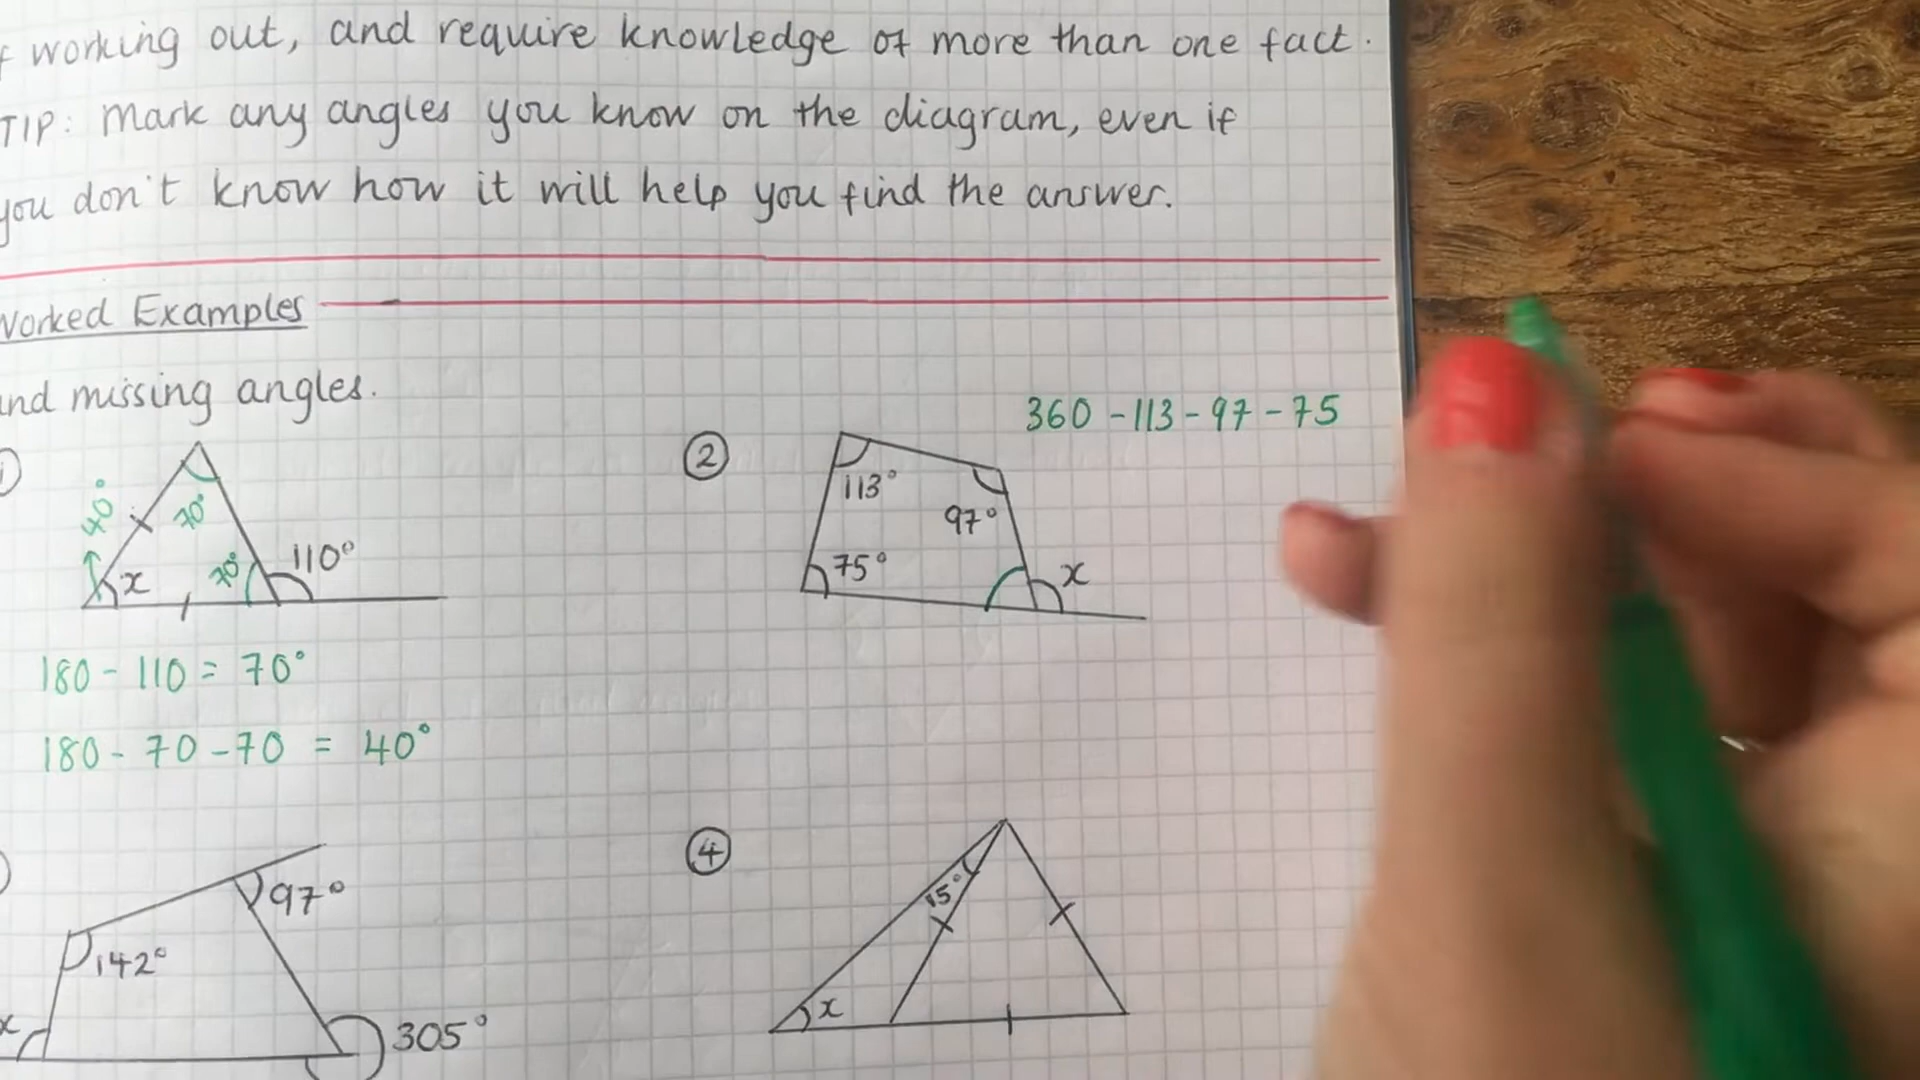 working out, and require knowledge of more than one fact.
TIP: Mark any angles you know on the diagram, even if
you don't know how it will help you find the answer.
Worked Examples
missing angles.
360 - 113 - 97 - 75
2
40°
70°
x
70°
110°
113°
97°
75°
x
180 - 110 = 70°
180 - 70 - 70 = 40°
4
97°
142°
x
305°
15°
x